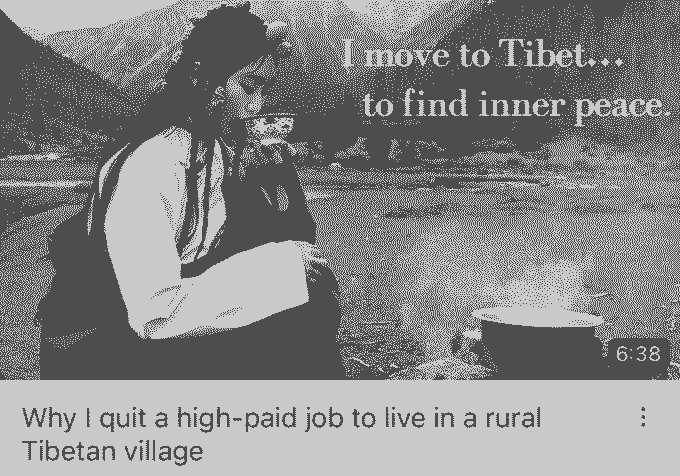 I move to Tibet...
to find inner peace.
6:38
Why I quit a high-paid job to live in a rural
Tibetan village